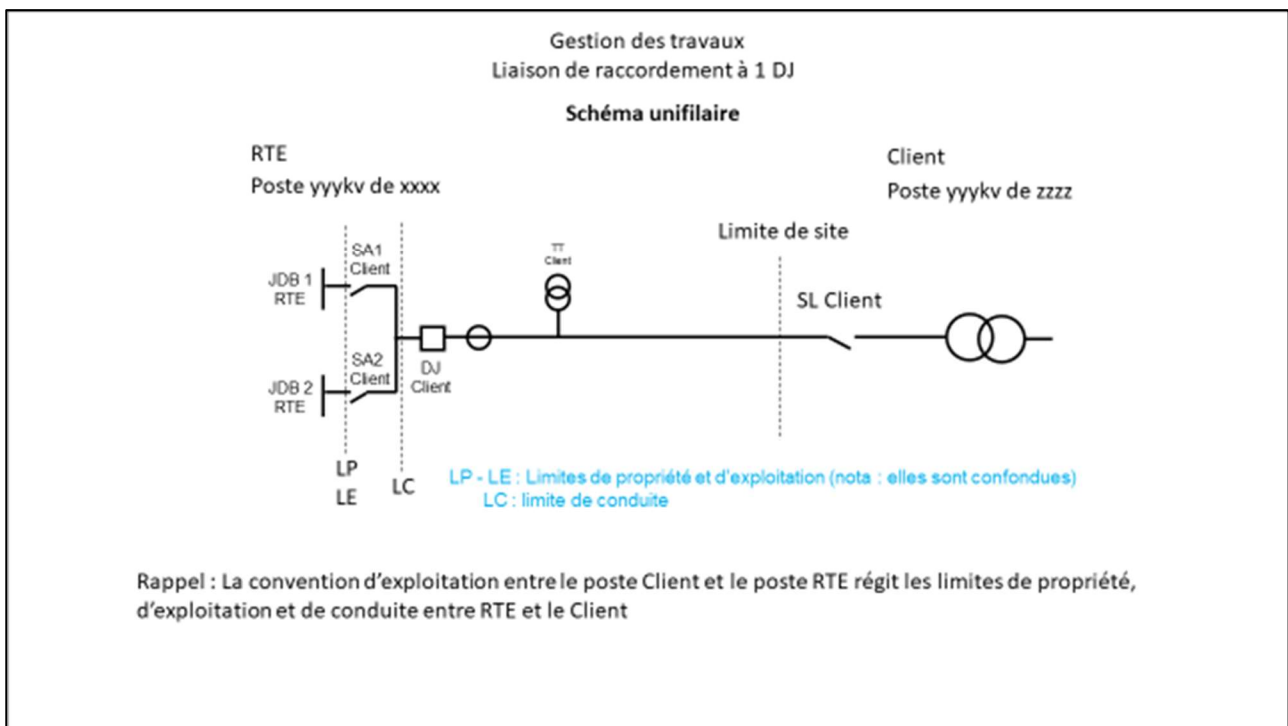 Gestion des travaux
Liaison de raccordement à 1 DJ
Schéma unifilaire
RTE
Poste yyykv de xxxx
Client
Poste yyykv de zzzz
Limite de site
SA1
Client
JDB 1
RTE
TT
Client
SL Client
SA2
Client
DJ
Client
JDB 2
RTE
LP
LE
LC
LP - LE : Limites de propriété et d'exploitation (nota : elles sont confondues)
LC : limite de conduite
Rappel : La convention d’exploitation entre le poste Client et le poste RTE régit les limites de propriété,
d’exploitation et de conduite entre RTE et le Client